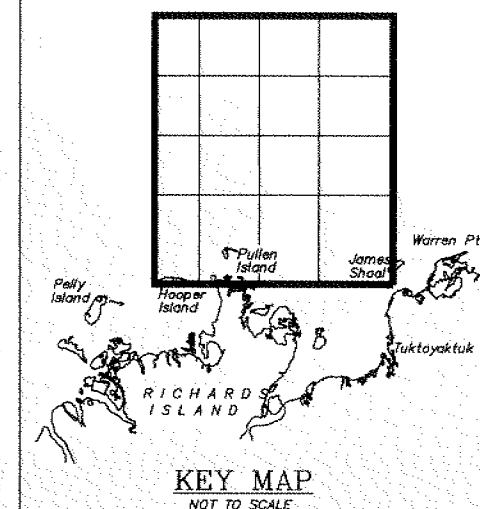 Pullen
Island
James
Shoal
Warren Pt
Pelly
Island
Hooper
Island
Tuktoyaktuk
RICHARDS
ISLAND
KEY MAP
NOT TO SCALE